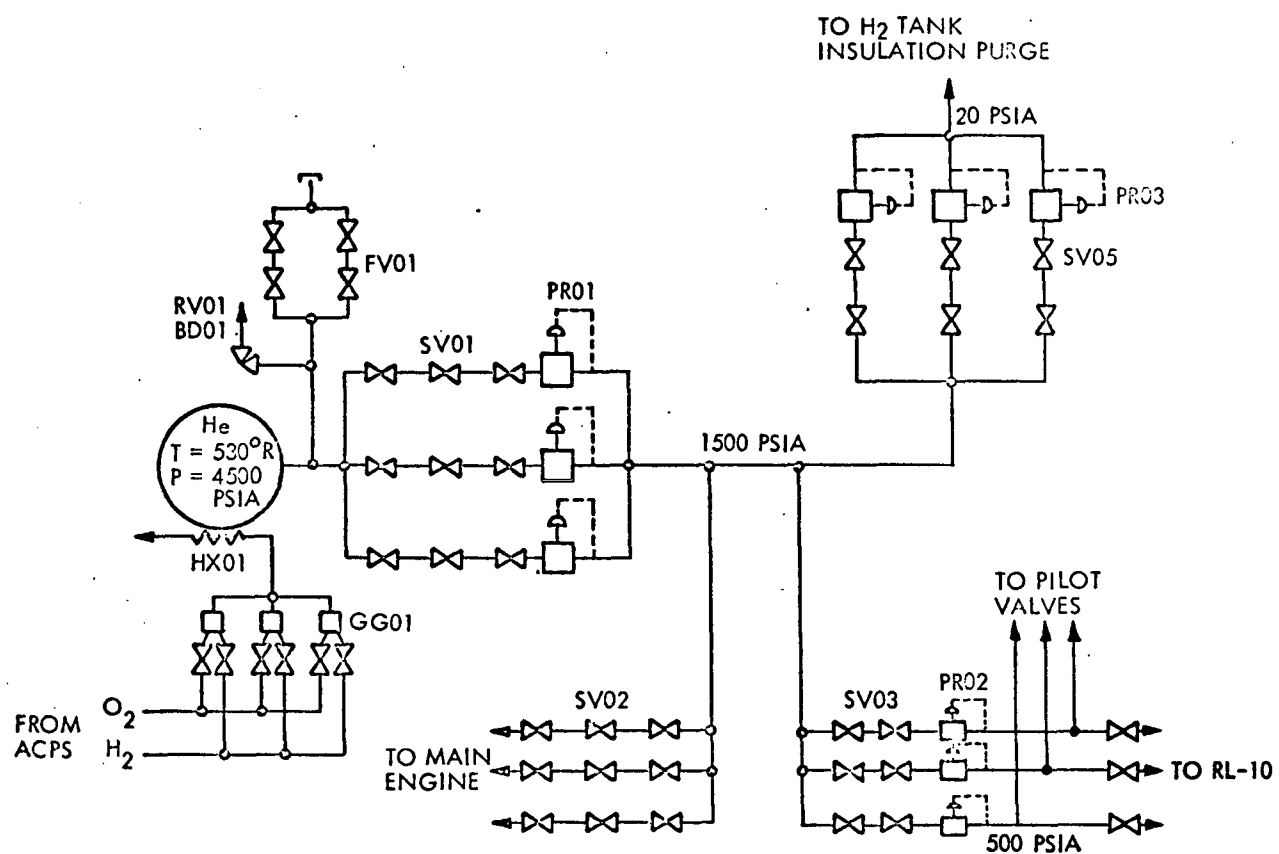 TO H2 TANK
INSULATION PURGE
20 PSIA
PR03
SV05
FV01
RV01
BD01
PR01
SV01
He
T = 530°R
P = 4500
PSIA
1500 PSIA
HX01
GG01
TO PILOT
VALVES
FROM
ACPS
O2
H2
SV02
TO MAIN
ENGINE
SV03
PR02
TO RL-10
500 PSIA